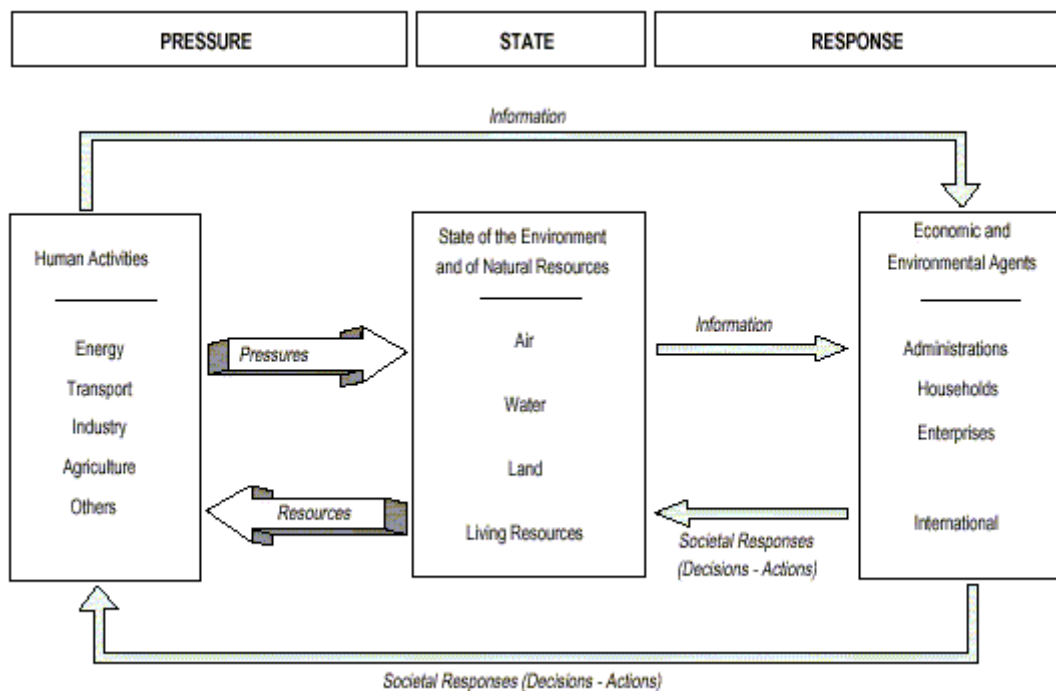 PRESSURE
STATE
RESPONSE
Information
Human Activities
Energy
Transport
Industry
Agriculture
Others
Pressures
Resources
State of the Environment
and of Natural Resources
Air
Water
Land
Living Resources
Information
Societal Responses
(Decisions - Actions)
Economic and
Environmental Agents
Administrations
Households
Enterprises
International
Societal Responses (Decisions - Actions)